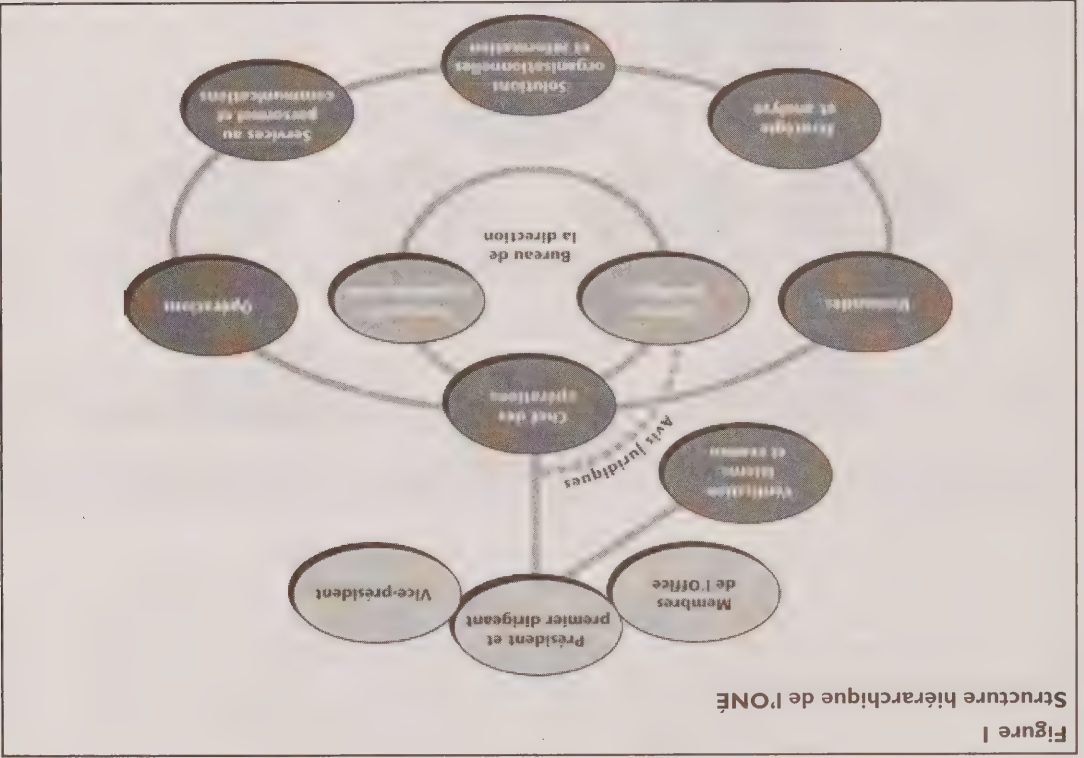 Figure 1
Structure hiérarchique de l'ONÉ
Membres
de l'Office
Président et
premier dirigeant
Vice-président
Vérification
interne
et examen
Avis juridiques
Chef des
opérations
Demandes
Bureau de
la direction
Opérations
Stratégie
et analyse
Solutions
organisationnelles
et information
Services au
personnel et
communications